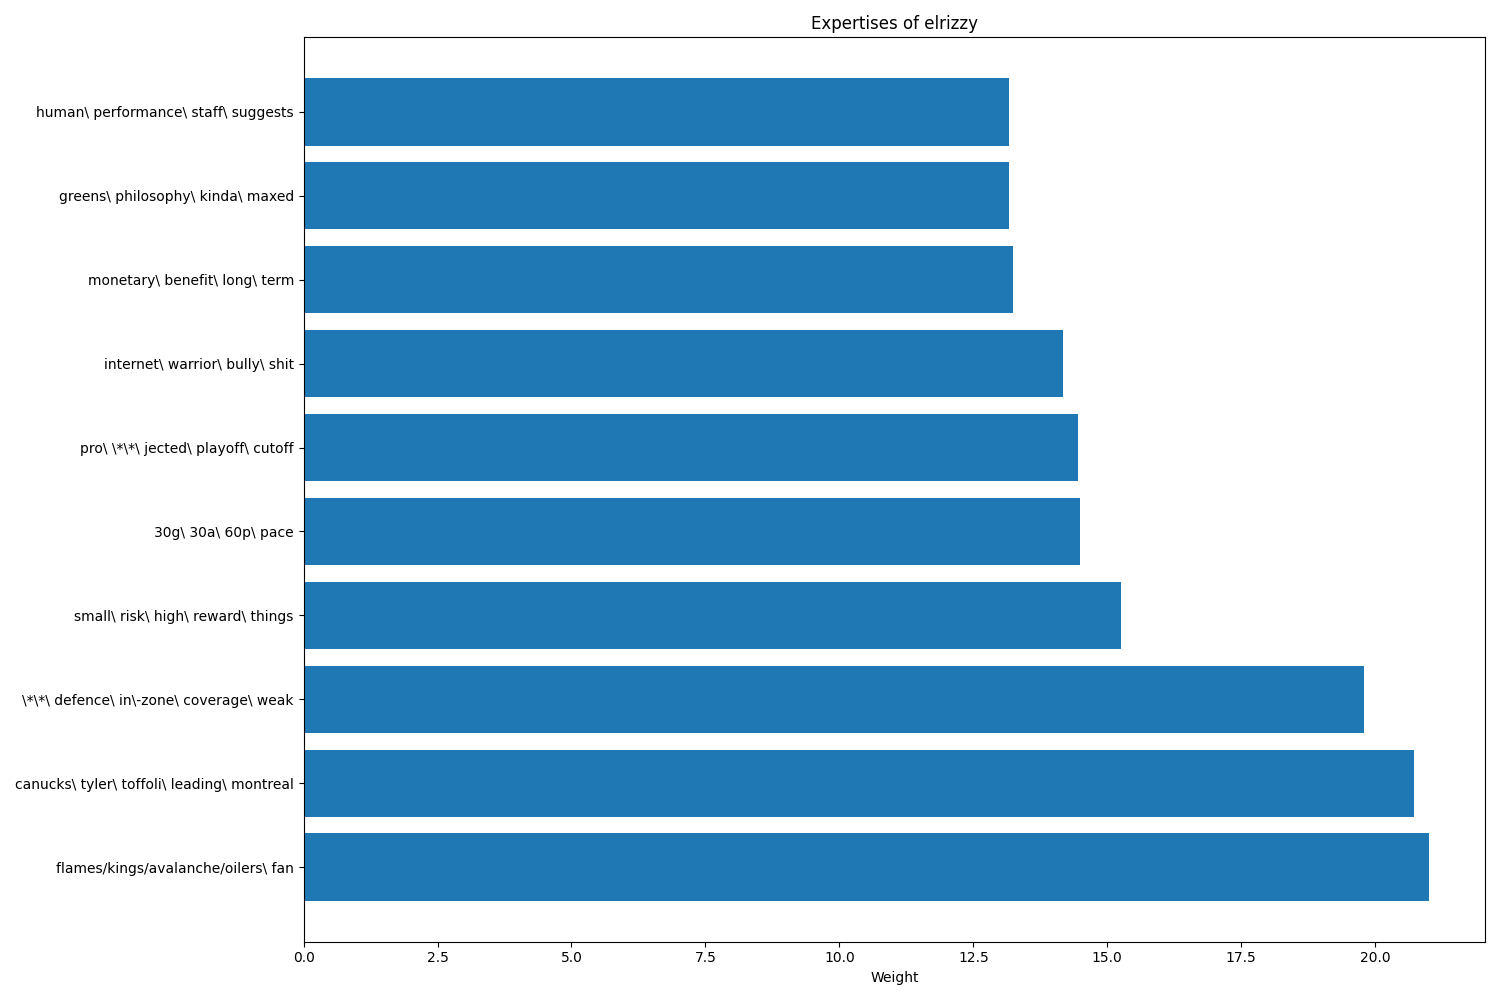 Expertises of elrizzy
human\ performance\ staff\ suggests
greens\ philosophy\ kinda\ maxed
monetary\ benefit\ long\ term
internet\ warrior\ bully\ shit
pro\ \*\*\ jected\ playoff\ cutoff
30g\ 30a\ 60p\ pace
small\ risk\ high\ reward\ things
\*\*\ defence\ in\-zone\ coverage\ weak
canucks\ tyler\ toffoli\ leading\ montreal
flames/kings/avalanche/oilers\ fan
0.0 2.5 5.0 7.5 10.0 12.5 15.0 17.5 20.0
Weight